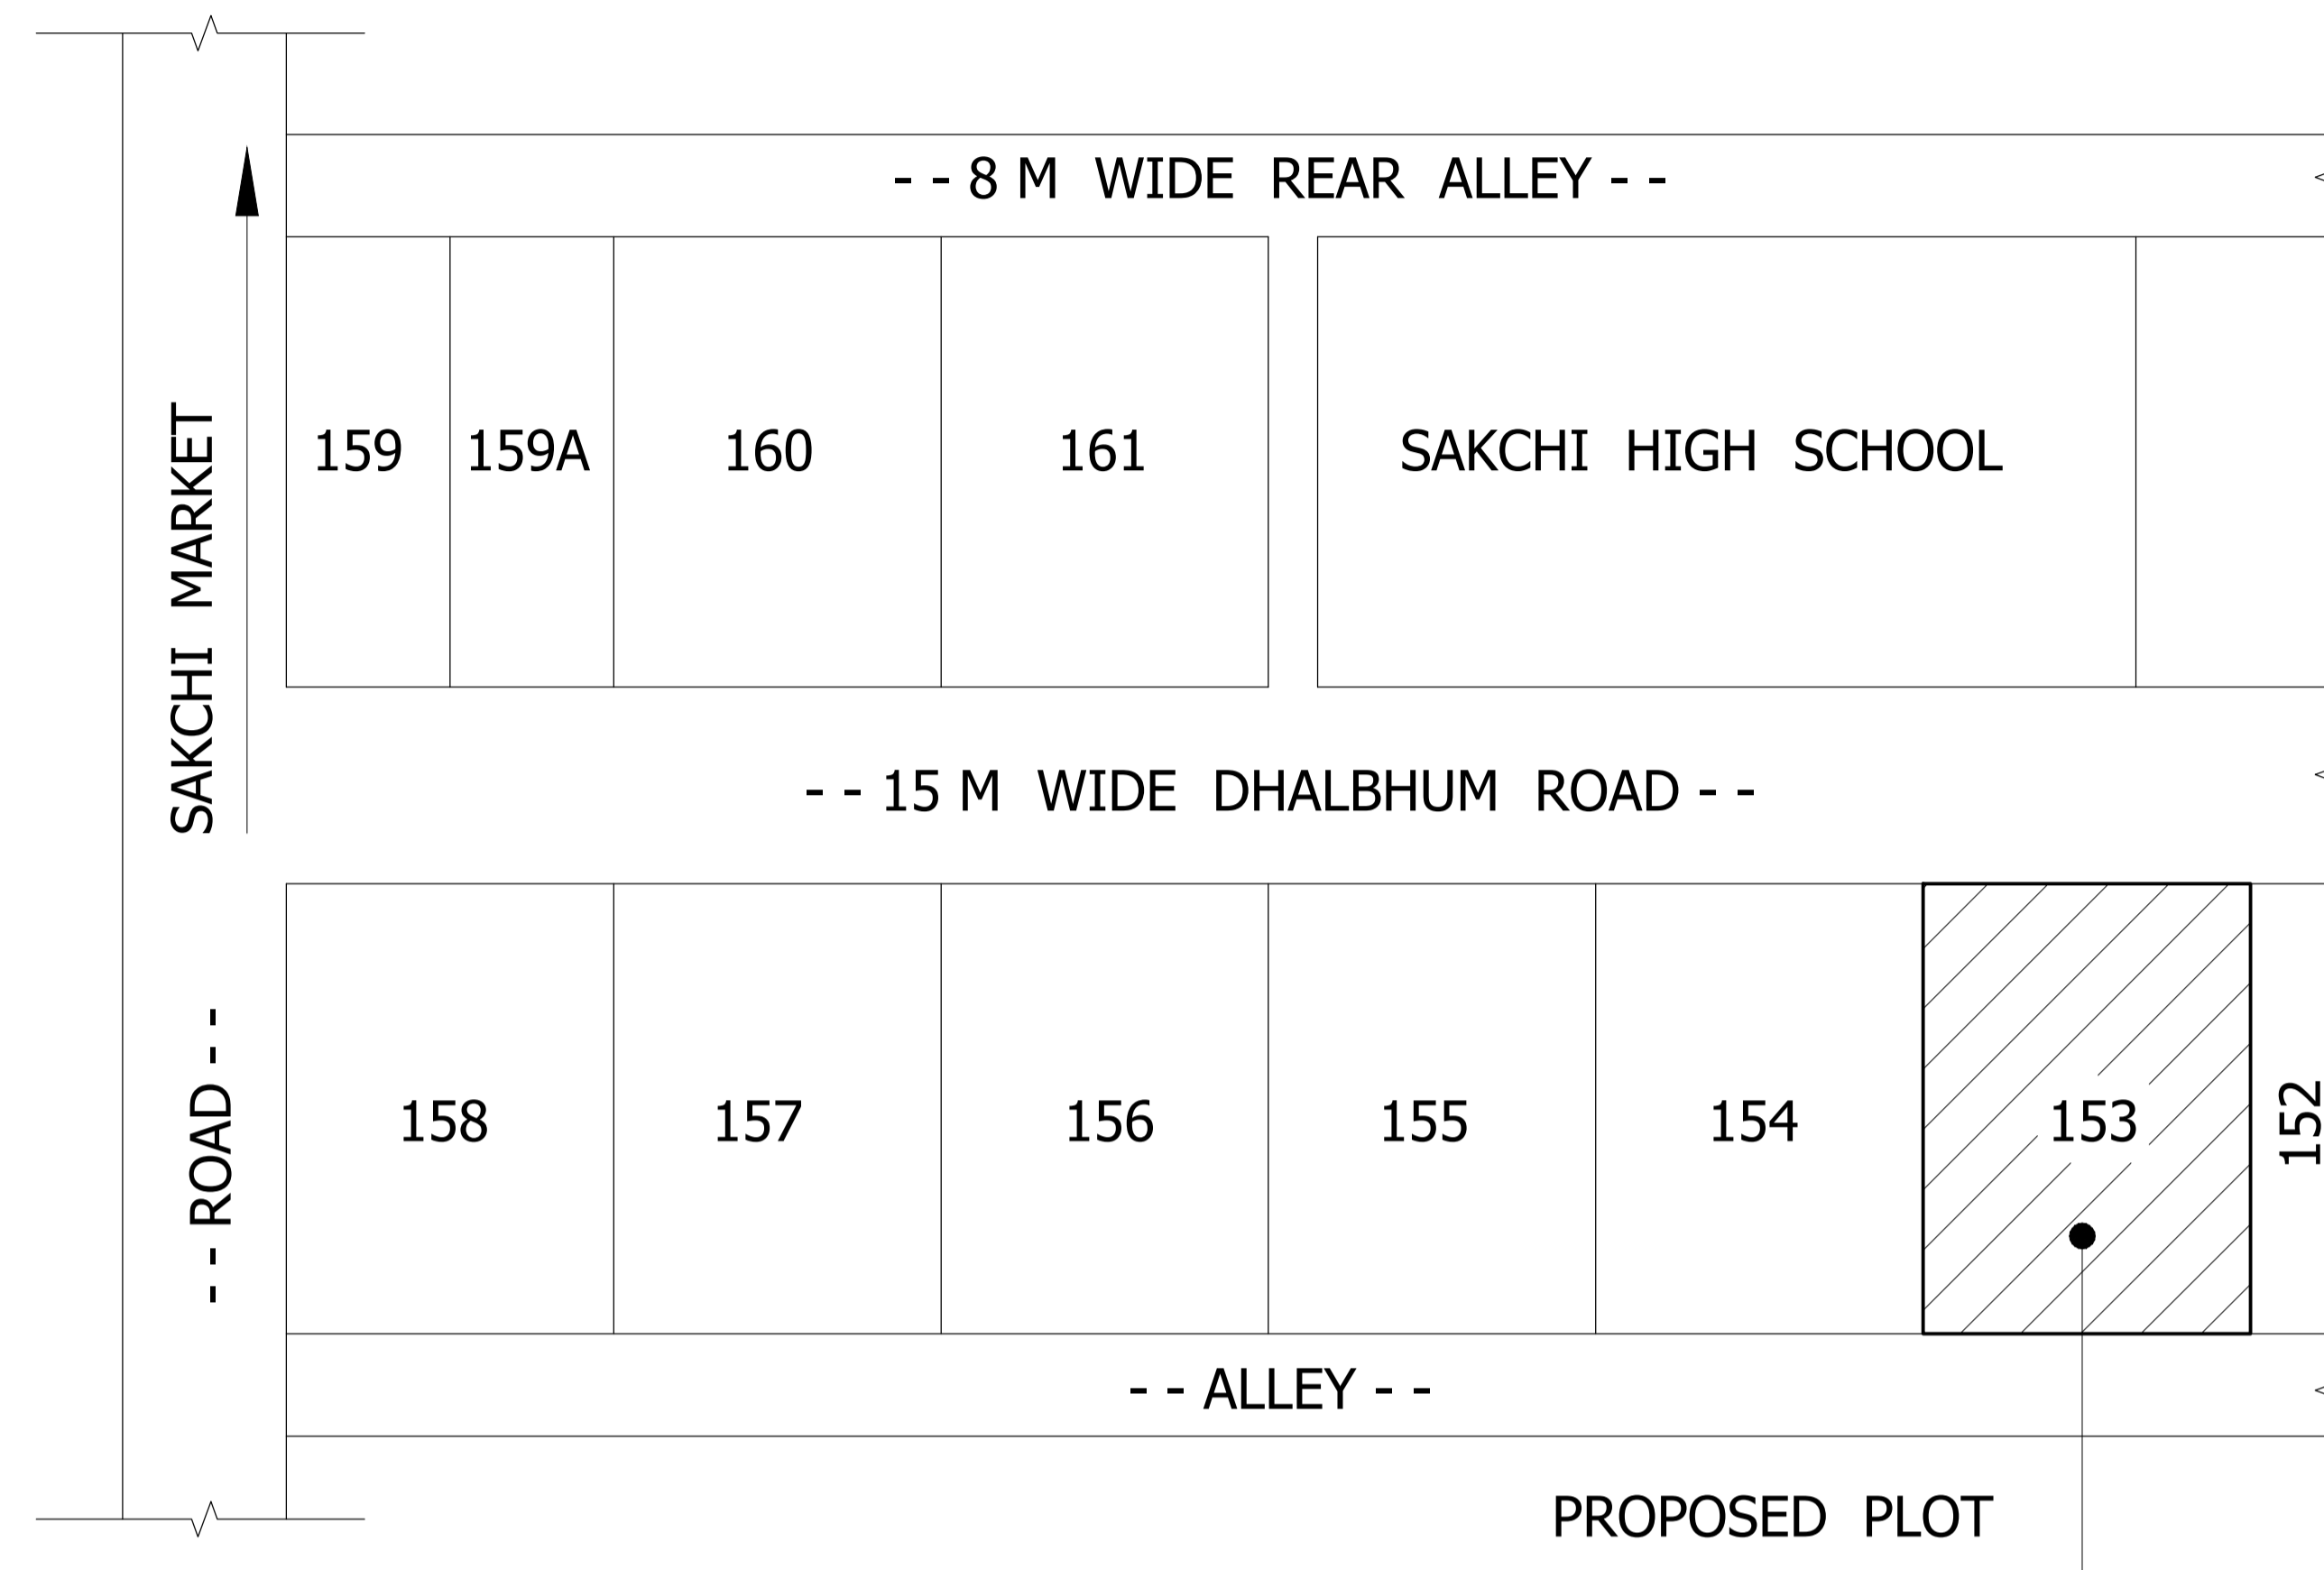 - - 8 M WIDE REAR ALLEY - -
159
159A
160
161
SAKCHI HIGH SCHOOL
SAKCHI MARKET
- - 15 M WIDE DHALBHUM ROAD - -
- - ROAD - -
158
157
156
155
154
153
152
- - ALLEY - -
PROPOSED PLOT